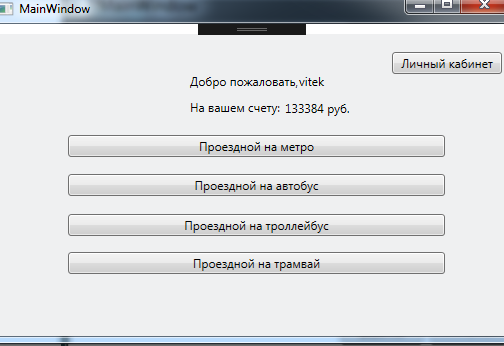 MainWindow
Личный кабинет
Добро пожаловать,vitek
На вашем счету: 133384 руб.
Проездной на метро
Проездной на автобус
Проездной на троллейбус
Проездной на трамвай